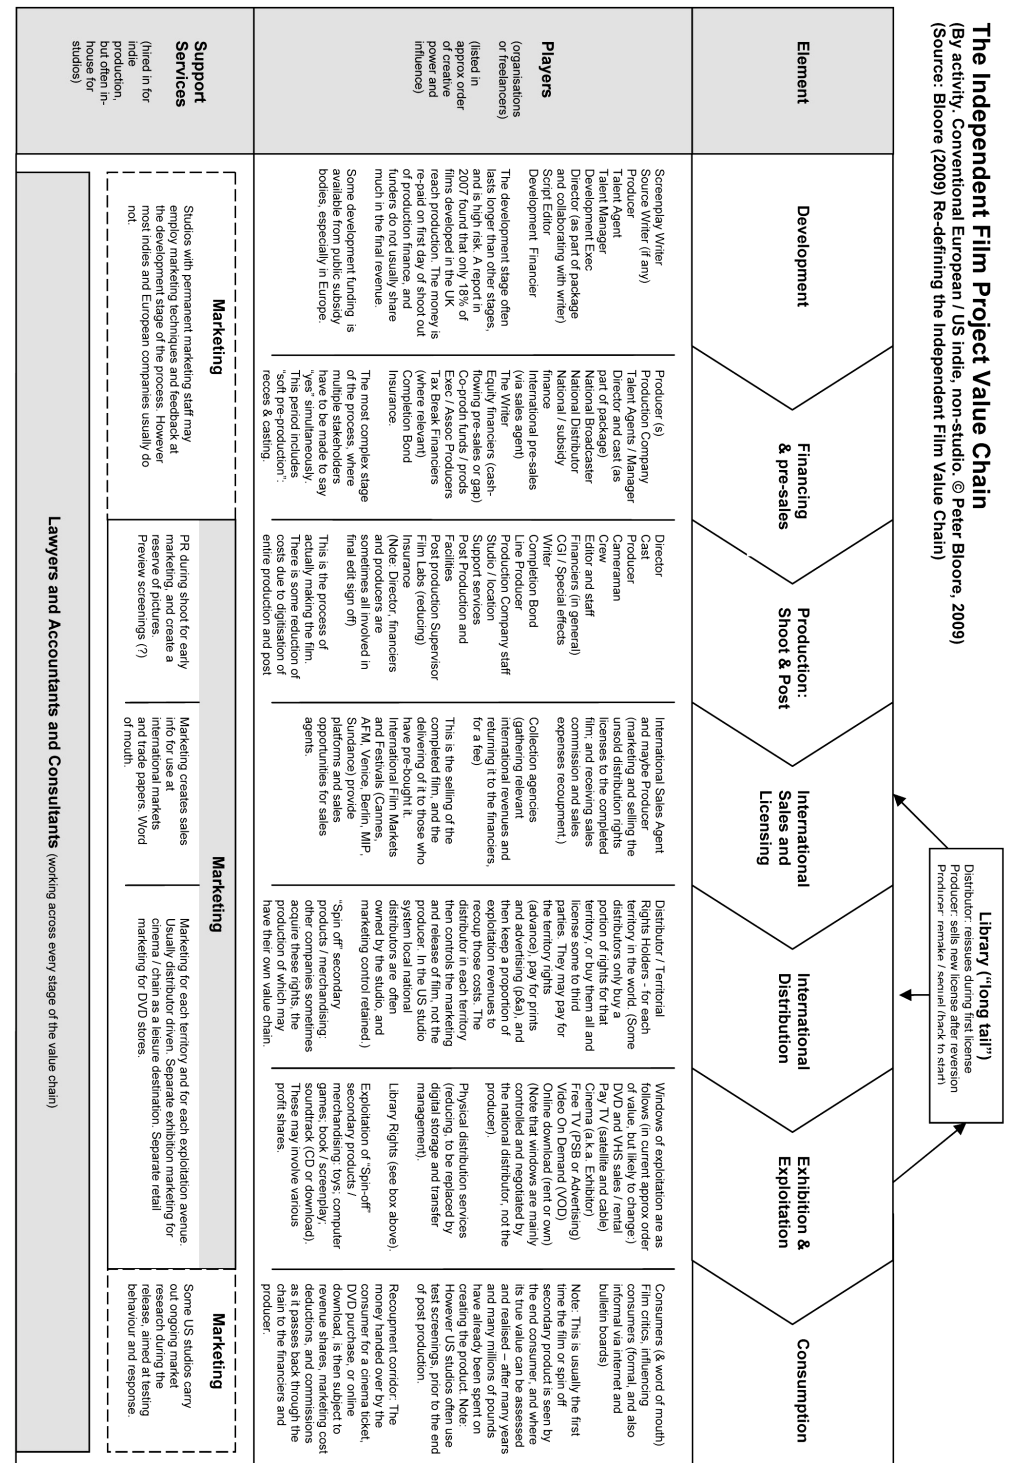 The Independent Film Project Value Chain
(By activity. Conventional European / US indie, non-studio. © Peter Bloore, 2009)
(Source: Bloore (2009) Re-defining the Independent Film Value Chain)
Library (“long tail”)
Distributor: reissues during first license
Producer: sells new license after reversion
Producer: remake / sequel (back to start)
Element
Development
Financing
& pre-sales
Production:
Shoot & Post
International
Sales and
Licensing
International
Distribution
Exhibition &
Exploitation
Consumption
Players
(organisations
or freelancers)
(listed in
approx order
of creative
power and
influence)
Screenplay Writer
Source Writer (if any)
Producer
Talent Agent
Talent Manager
Development Exec
Director (as part of package
and collaborating with writer)
Script Editor
Development Financier
The development stage often
lasts longer than other stages,
and is high risk. A report in
2007 found that only 18% of
films developed in the UK
reach production. The money is
re-paid on first day of shoot out
of production finance, and
funders do not usually share
much in the final revenue.
Some development funding is
available from public subsidy
bodies, especially in Europe.
Producer(s)
Production Company
Talent Agents / Manager
Director and cast (as
part of package)
National Broadcaster
National Distributor
National / subsidy
finance
International pre-sales
(via sales agent)
The Writer
Equity financiers (cash-
flowing pre-sales or gap)
Co-prodn funds / prods
Exec / Assoc Producers
Tax Break Financiers
(where relevant)
Completion Bond
Insurance.
The most complex stage
of the process, where
multiple stakeholders
have to be made to say
“yes” simultaneously.
This period includes
“soft pre-production”:
recces & casting.
Director
Cast
Producer
Cameraman
Crew
Editor and staff
Financiers (in general)
CGI / Special effects
Writer
Completion Bond
Line Producer
Production Company staff
Studio / location
Support services
Post Production and
Facilities
Post production Supervisor
Film Labs (reducing)
Insurance
(Note: Director, financiers
and producers are
sometimes all involved in
final edit sign off)
This is the process of
actually making the film.
There is some reduction of
costs due to digitisation of
entire production and post
International Sales Agent
and maybe Producer
(marketing and selling the
unsold distribution rights
licenses to the completed
film; and receiving sales
commission and sales
expenses recoupment.)
Collection agencies
(gathering relevant
international revenues and
returning it to the financiers,
for a fee)
This is the selling of the
completed film, and the
delivering of it to those who
have pre-bought it.
International Film Markets
and Festivals (Cannes,
AFM, Venice, Berlin, MIP,
Sundance) provide
platforms and sales
opportunities for sales
agents.
Distributor / Territorial
Rights Holders - for each
territory in the world. (Some
distributors only buy a
portion of rights for that
territory, or buy them all and
license some to third
parties. They may pay for
the territory rights
(advance), pay for prints
and advertising (p&a), and
then keep a proportion of
exploitation revenues to
recoup those costs. The
distributor in each territory
then controls the marketing
and release of film, not the
producer. In the US studio
system local national
distributors are often
owned by the studio, and
marketing control retained.)
“Spin off” secondary
products / merchandising:
other companies sometimes
acquire these rights, the
production of which may
have their own value chain.
Windows of exploitation are as
follows (in current approx order
of value, but likely to change:)
DVD and VHS sales / rental
Pay TV (satellite and cable)
Cinema (a.k.a. Exhibitor)
Free TV (PSB or Advertising)
Video On Demand (VOD)
Online download (rent or own)
(Note that windows are mainly
controlled and negotiated by
the national distributor, not the
producer).
Physical distribution services
(reducing, to be replaced by
digital storage and transfer
management).
Library Rights (see box above).
Exploitation of “Spin-off”
secondary products /
merchandising: toys; computer
games; book / screenplay;
soundtrack (CD or download).
These may involve various
profit shares.
Consumers (& word of mouth)
Film critics, influencing
consumers (formal, and also
informal via internet and
bulletin boards)
Note: This is usually the first
time the film or spin off
secondary product is seen by
the end consumer, and where
its true value can be assessed
and realised – after many years
and many millions of pounds
have already been spent on
creating the product. Note:
However US studios often use
test screenings, prior to the end
of post production.
Recoupment corridor: The
money handed over by the
consumer for a cinema ticket,
DVD purchase, or online
download, is then subject to
revenue shares, marketing cost
deductions, and commissions
as it passes back through the
chain to the financiers and
producer.
Support
Services
(hired in for
indie
production,
but often in-
house for
studios)
Marketing
Studios with permanent marketing staff may
employ marketing techniques and feedback at
the development stage of the process. However
most indies and European companies usually do
not.
Marketing
PR during shoot for early
marketing, and create a
reserve of pictures.
Preview screenings (?)
Marketing creates sales
info for use at
international markets
and trade papers. Word
of mouth.
Marketing for each territory and for each exploitation avenue.
Usually distributor driven. Separate exhibition marketing for
cinema / chain as a leisure destination. Separate retail
marketing for DVD stores.
Marketing
Some US studios carry
out ongoing market
research during the
release, aimed at testing
behaviour and response.
Lawyers and Accountants and Consultants (working across every stage of the value chain)